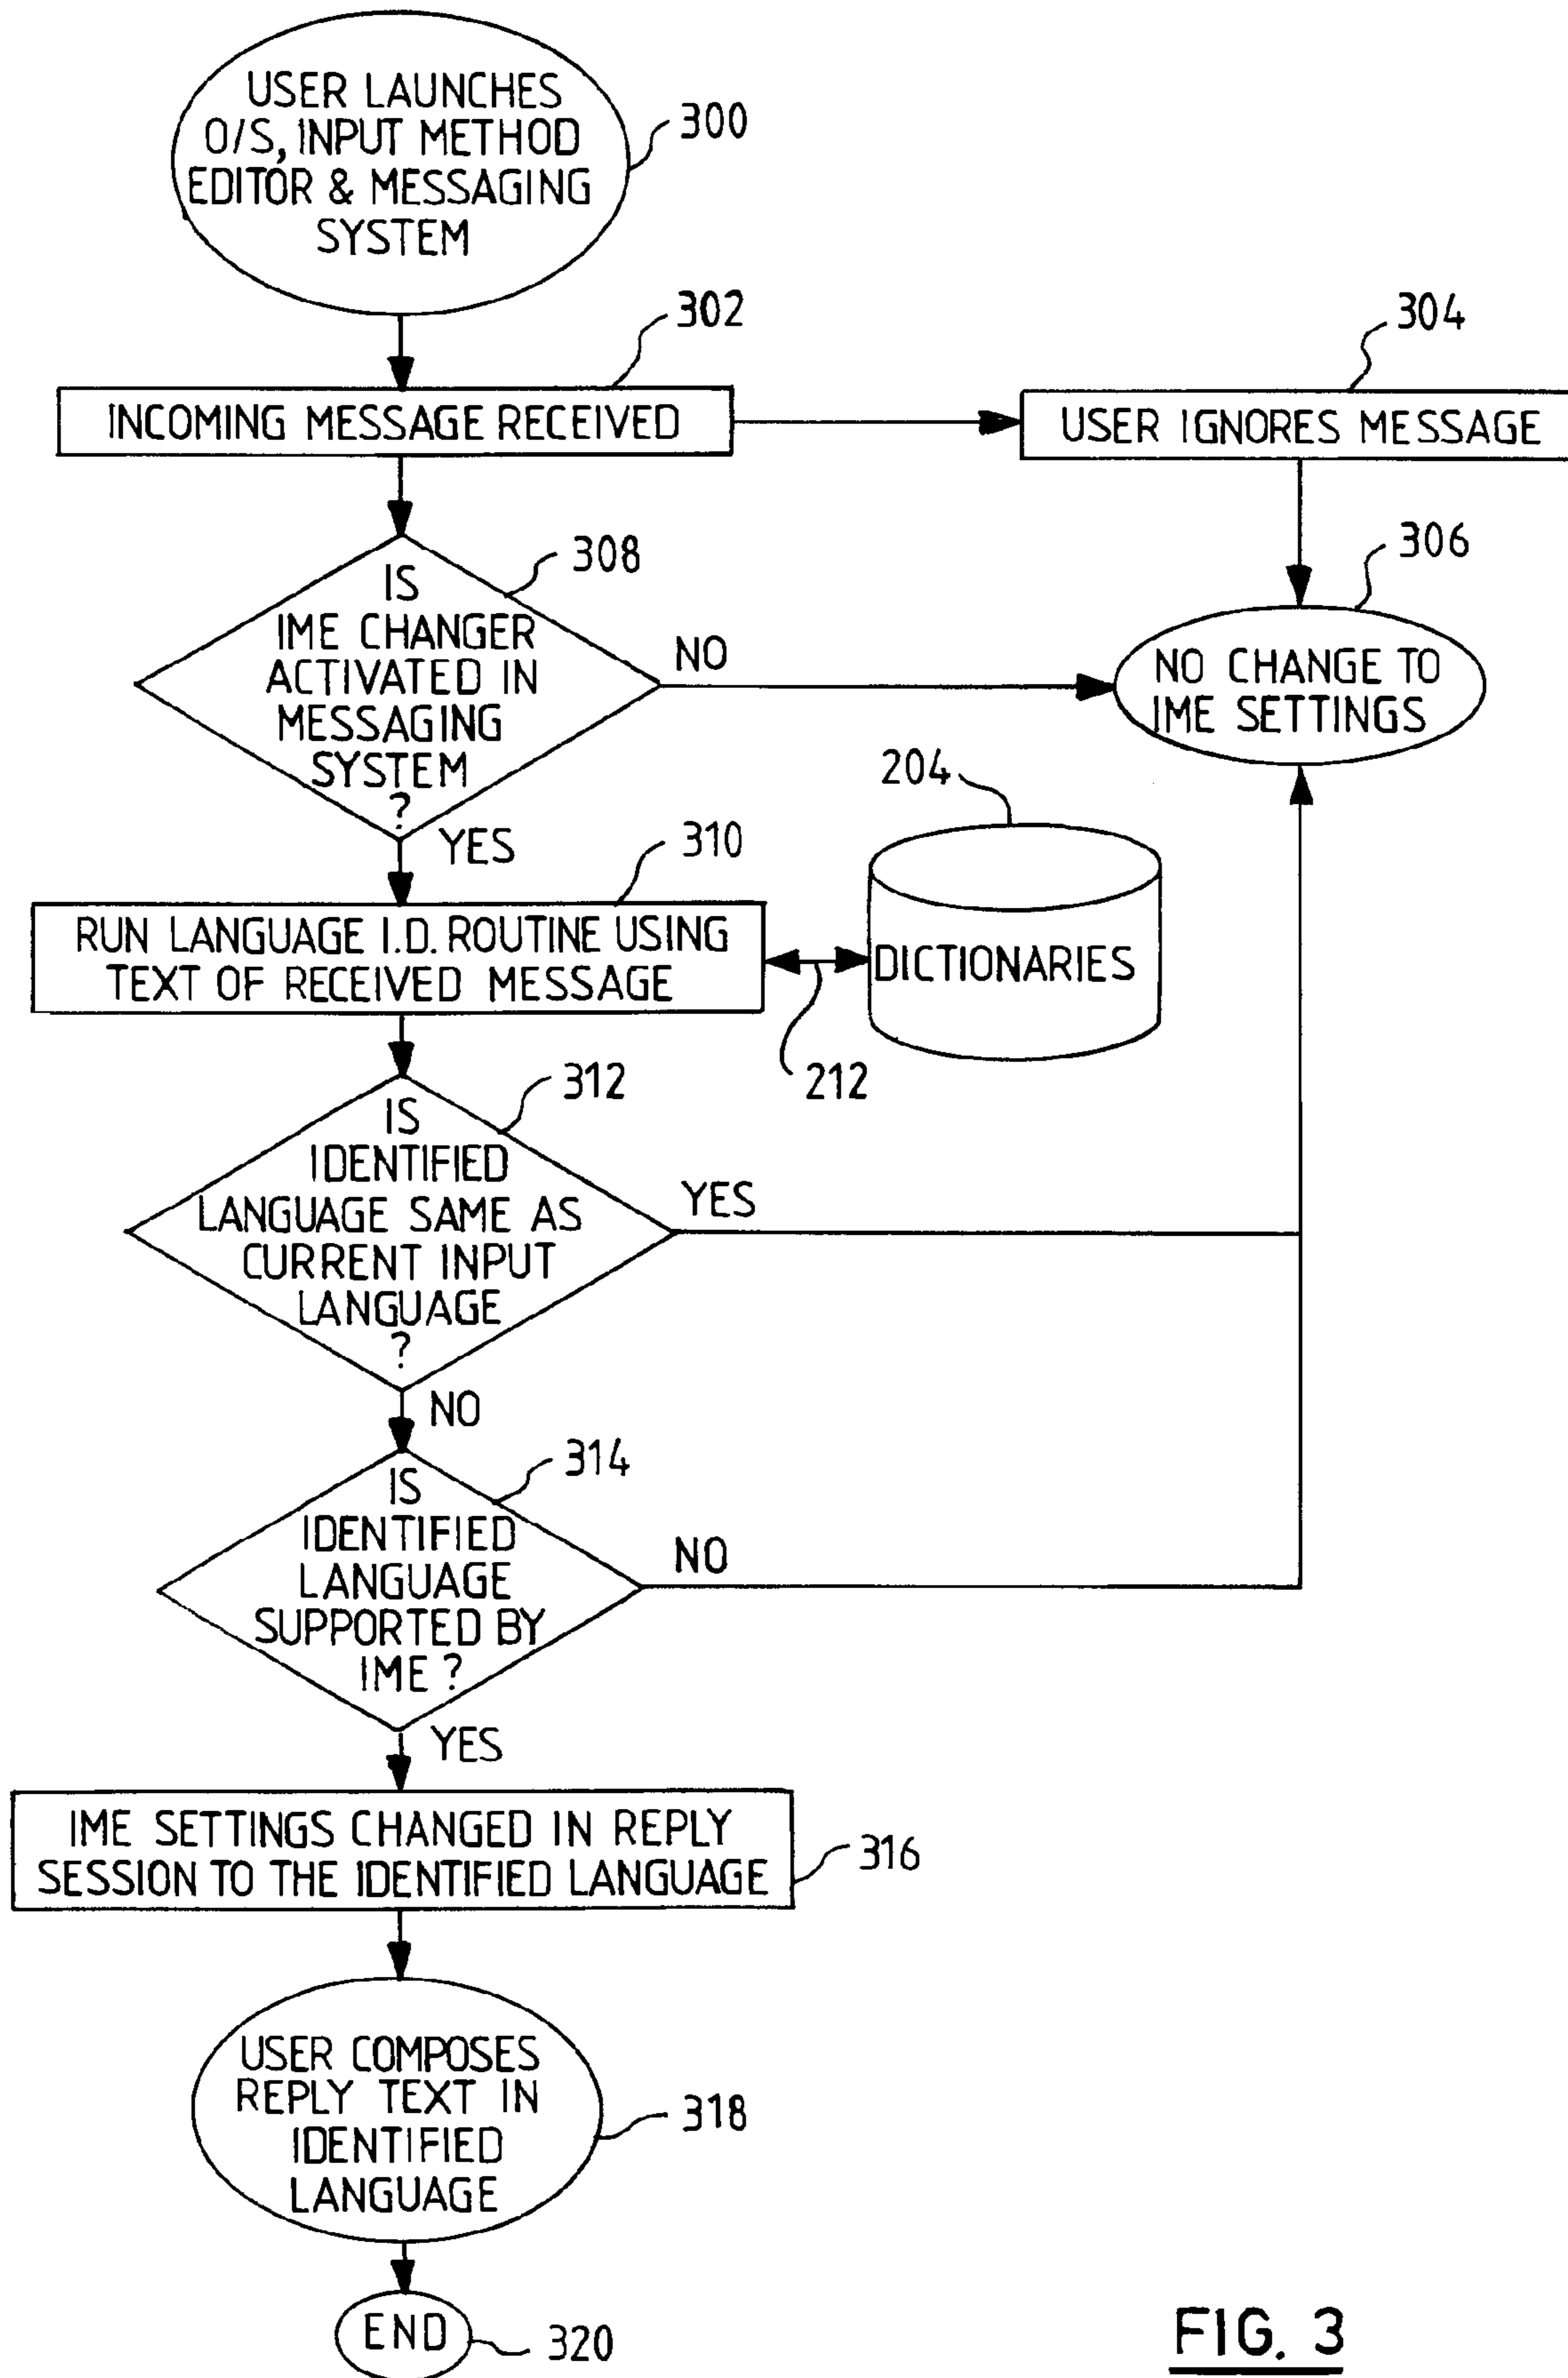 USER LAUNCHES
O/S, INPUT METHOD
EDITOR & MESSAGING
SYSTEM
300
302
INCOMING MESSAGE RECEIVED
304
USER IGNORES MESSAGE
306
NO CHANGE TO
IME SETTINGS
308
IS
IME CHANGER
ACTIVATED IN
MESSAGING
SYSTEM
?
NO
YES
310
RUN LANGUAGE I.D. ROUTINE USING
TEXT OF RECEIVED MESSAGE
204
DICTIONARIES
212
312
IS
IDENTIFIED
LANGUAGE SAME AS
CURRENT INPUT
LANGUAGE
?
YES
NO
314
IS
IDENTIFIED
LANGUAGE
SUPPORTED BY
IME ?
NO
YES
IME SETTINGS CHANGED IN REPLY
SESSION TO THE IDENTIFIED LANGUAGE
316
USER COMPOSES
REPLY TEXT IN
IDENTIFIED
LANGUAGE
318
END
320
FIG. 3